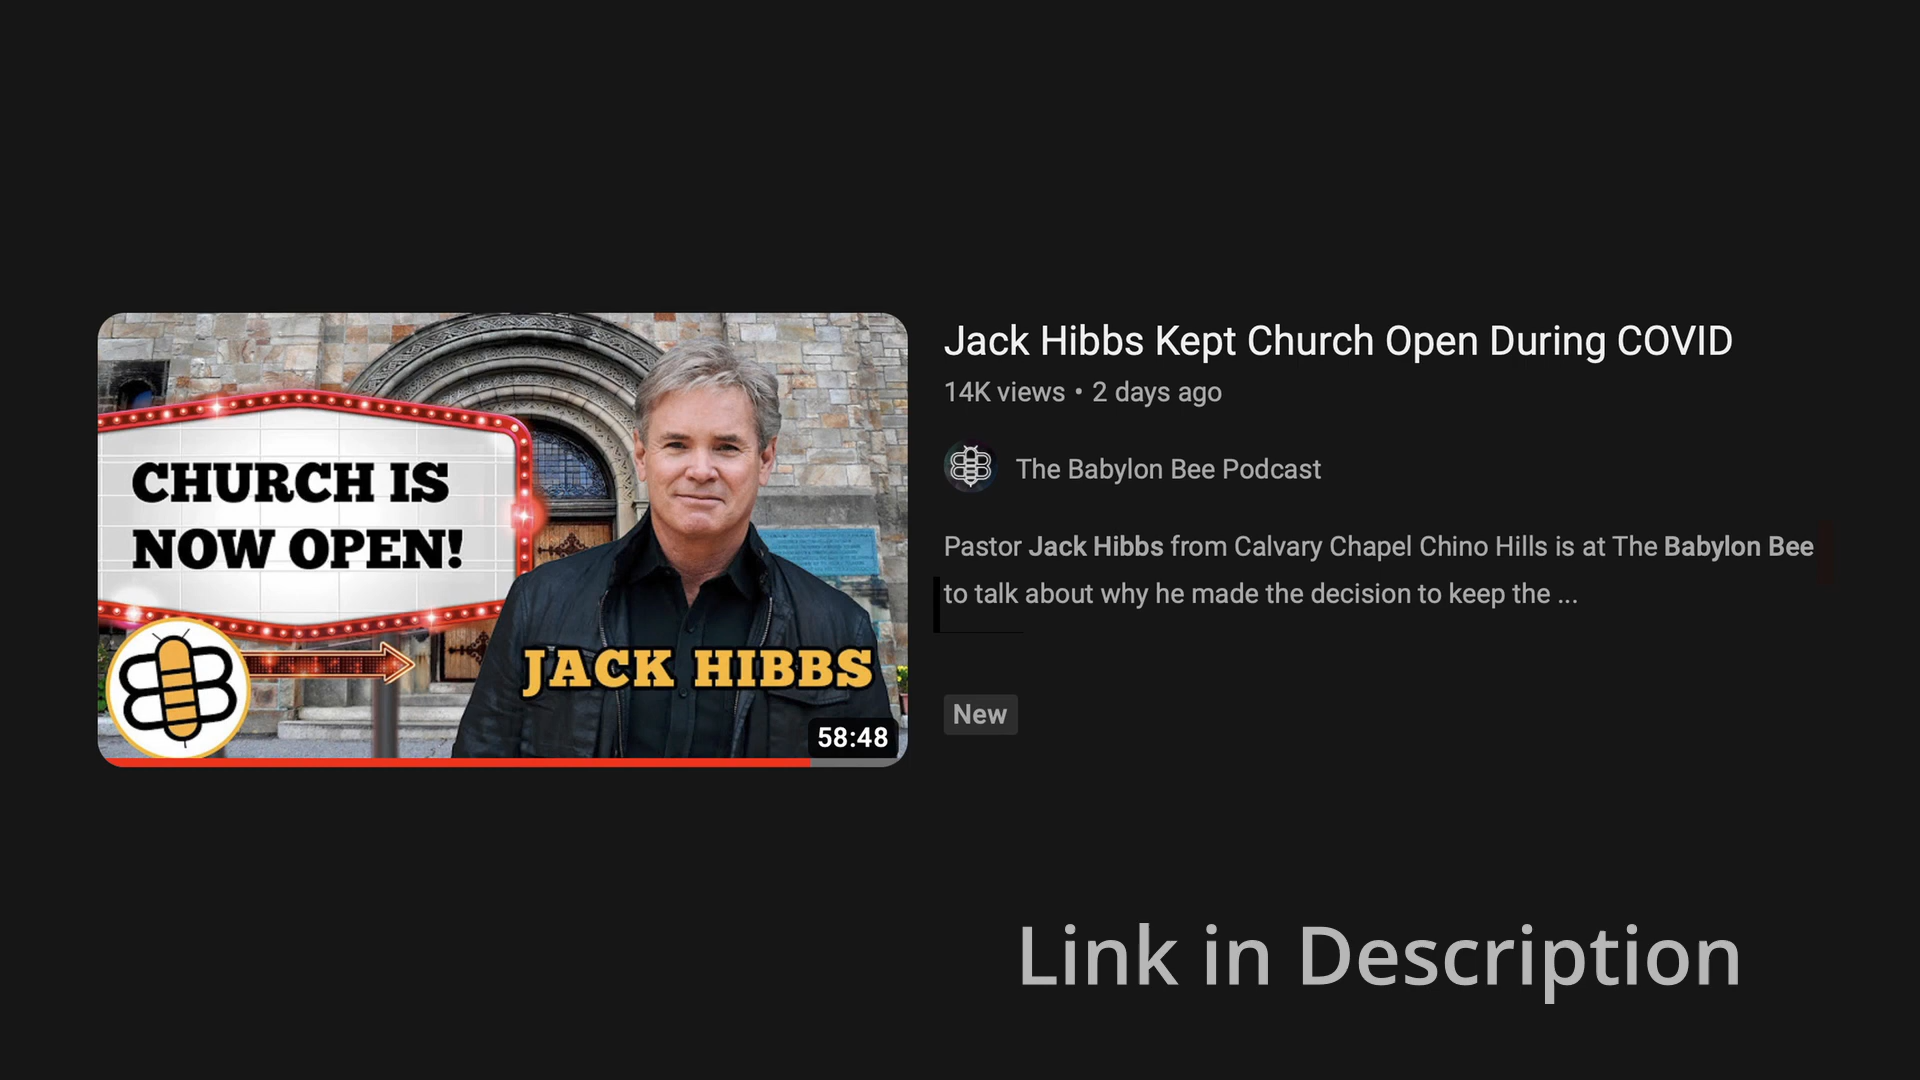 CHURCH IS
NOW OPEN!
JACK HIBBS
58:48
Jack Hibbs Kept Church Open During COVID
14K views • 2 days ago
The Babylon Bee Podcast
Pastor Jack Hibbs from Calvary Chapel Chino Hills is at The Babylon Bee
to talk about why he made the decision to keep the ...
New
Link in Description